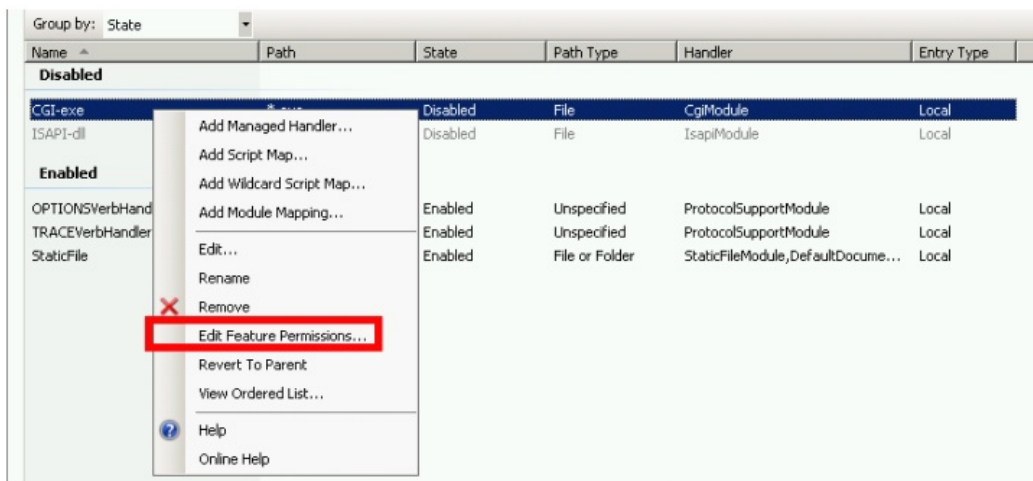 Group by: State
Name Path State Path Type Handler Entry Type
Disabled
CGI-exe Disabled File CgiModule Local
ISAPI-dll Disabled File IsapiModule Local
Enabled
OPTIONSVerbHand Enabled Unspecified ProtocolSupportModule Local
TRACEVerbHandler Enabled Unspecified ProtocolSupportModule Local
StaticFile Enabled File or Folder StaticFileModule,DefaultDocume... Local
Add Managed Handler...
Add Script Map...
Add Wildcard Script Map...
Add Module Mapping...
Edit...
Rename
Remove
Edit Feature Permissions...
Revert To Parent
View Ordered List...
Help
Online Help